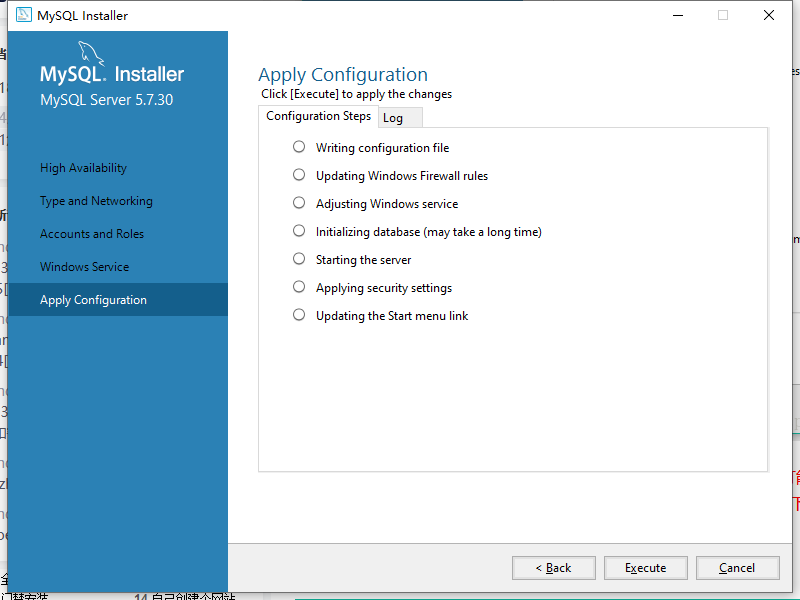 MySQL Installer
MySQL. Installer
MySQL Server 5.7.30
High Availability
Type and Networking
Accounts and Roles
Windows Service
Apply Configuration
Apply Configuration
Click [Execute] to apply the changes
Configuration Steps
Log
Writing configuration file
Updating Windows Firewall rules
Adjusting Windows service
Initializing database (may take a long time)
Starting the server
Applying security settings
Updating the Start menu link
< Back
Execute
Cancel